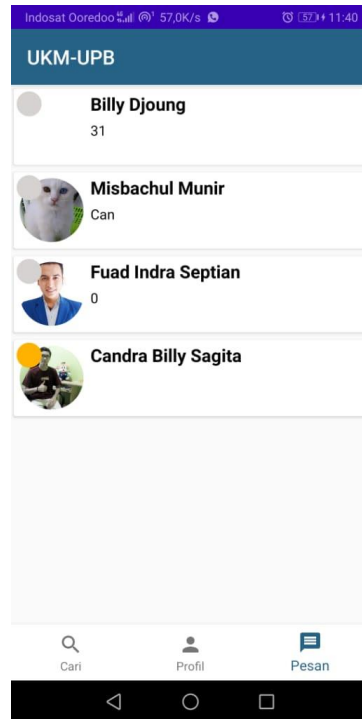 Indosat Ooredoo 57,0K/s 57 11:40
UKM-UPB
Billy Djoung
31
Misbachul Munir
Can
Fuad Indra Septian
0
Candra Billy Sagita
Cari Profil Pesan